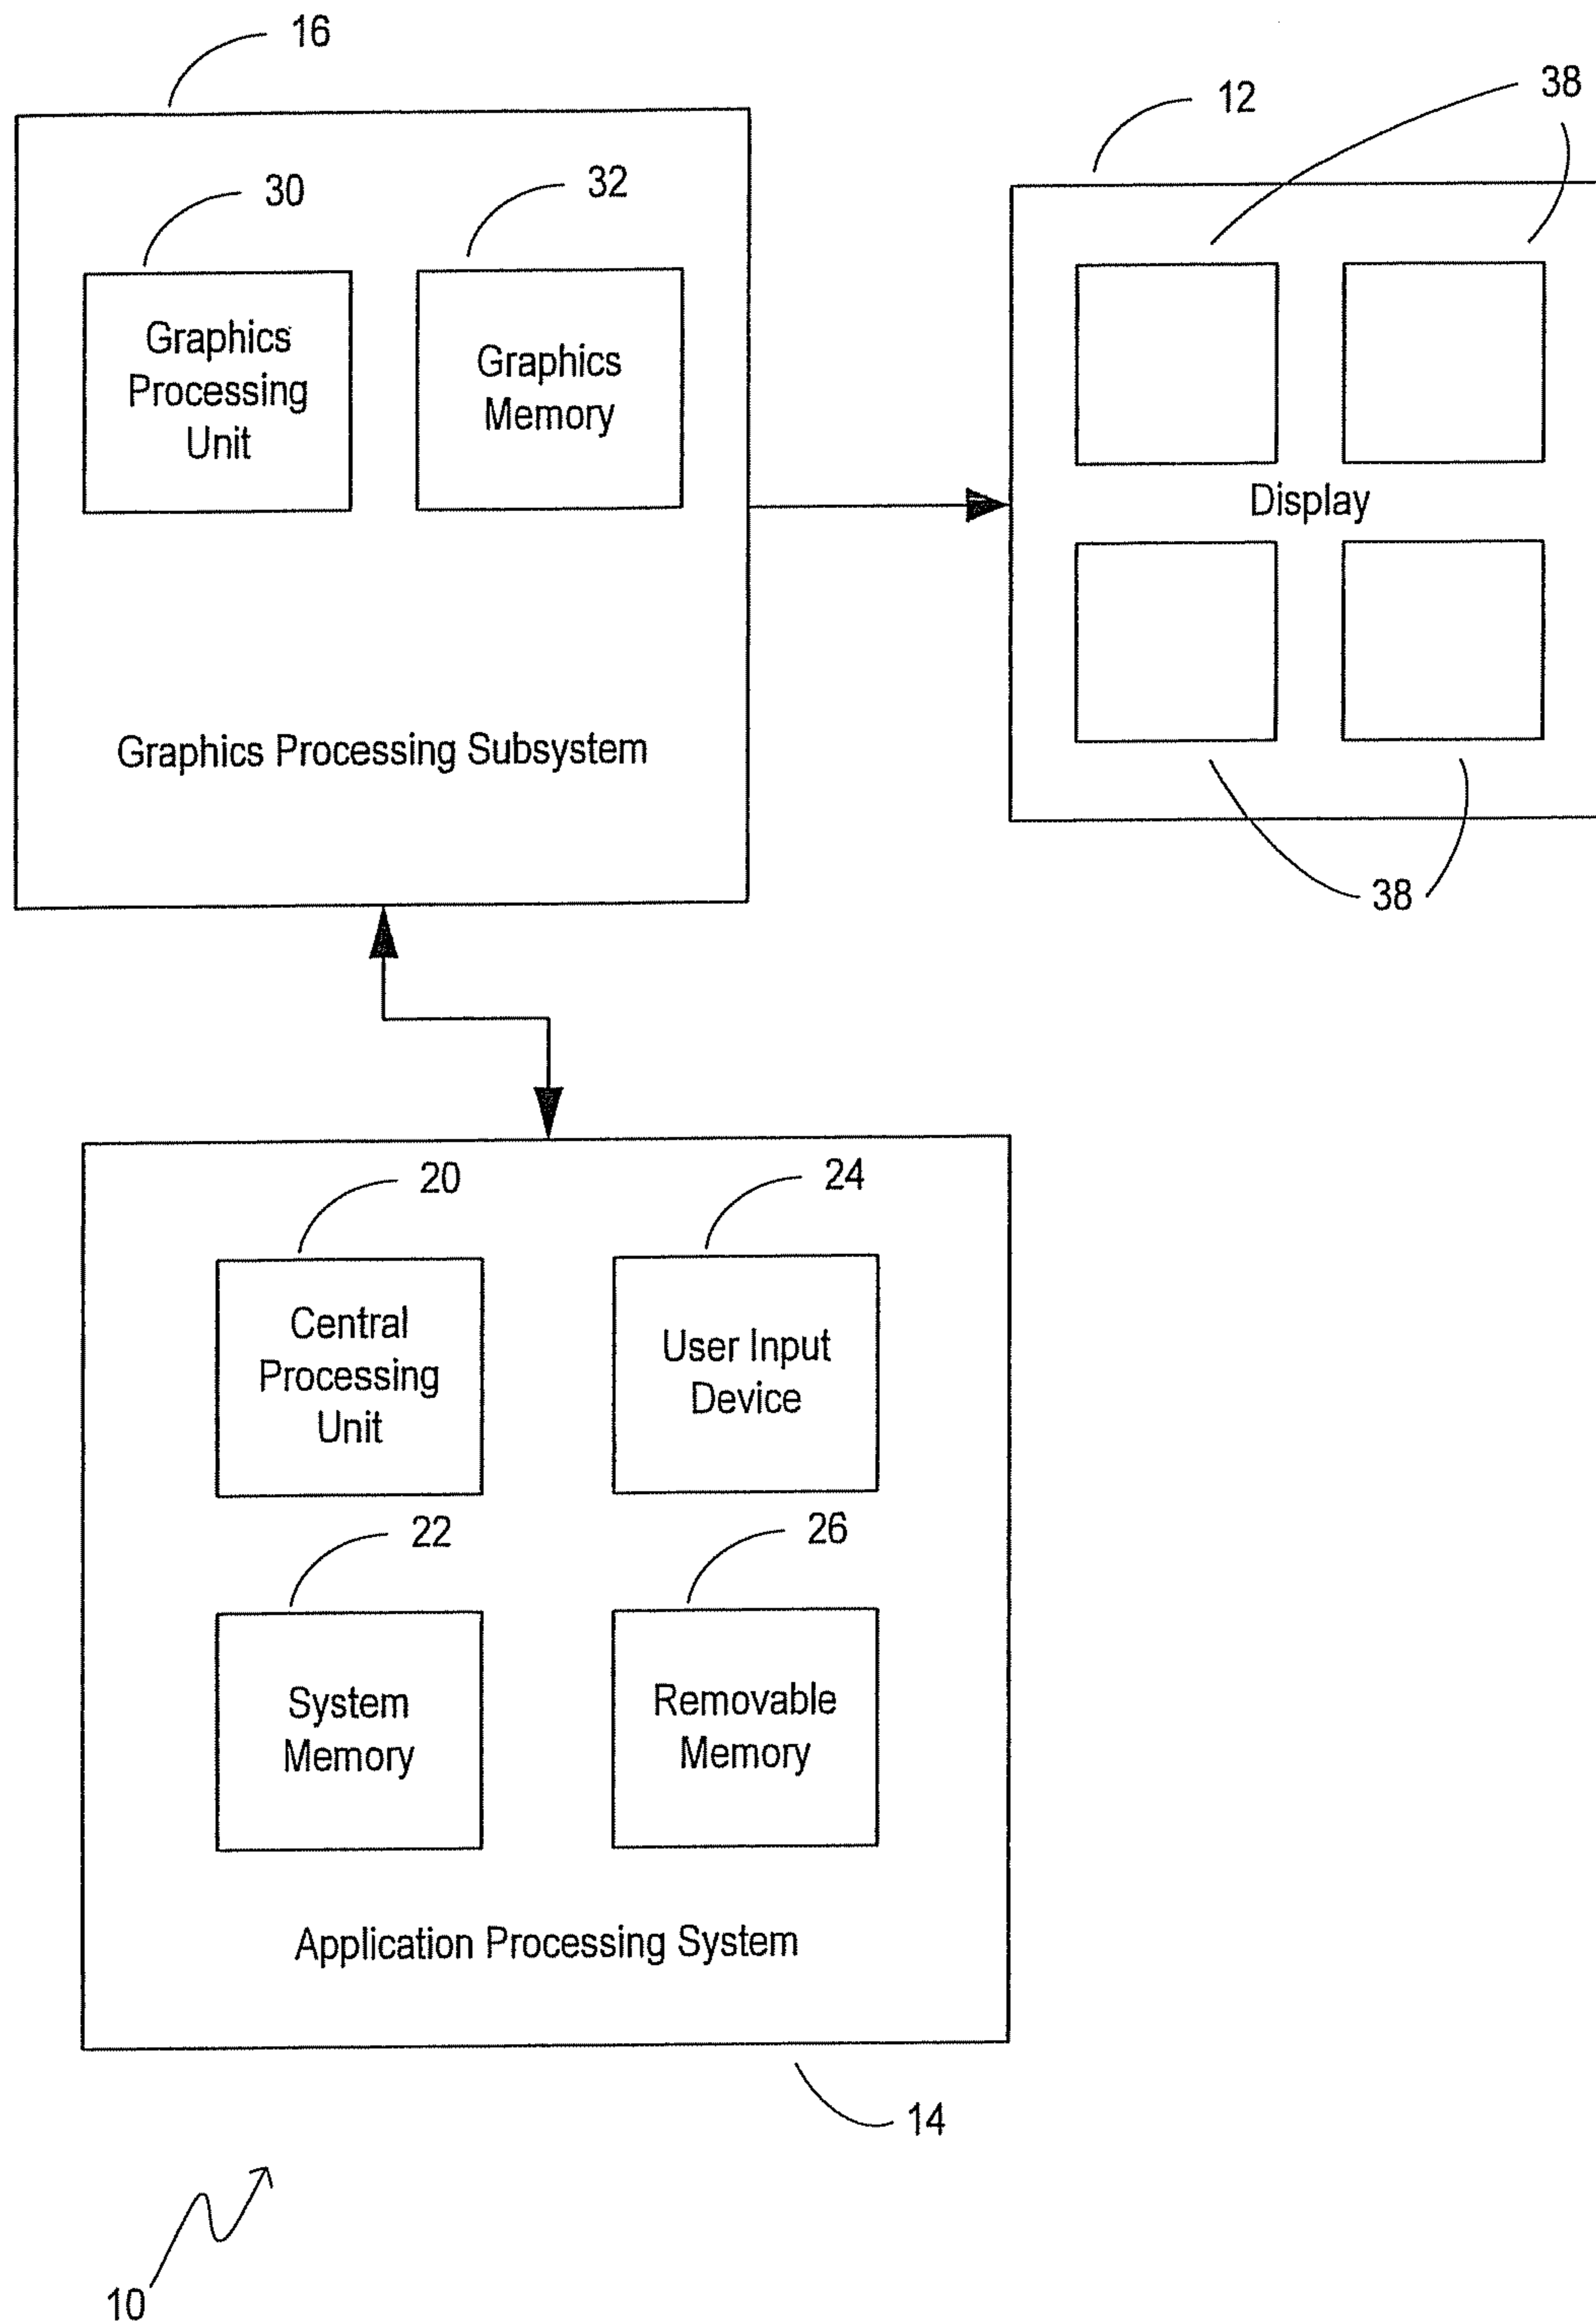 16
30
32
Graphics
Processing
Unit
Graphics
Memory
Graphics Processing Subsystem
12
38
Display
38
20
24
Central
Processing
Unit
User Input
Device
22
26
System
Memory
Removable
Memory
Application Processing System
14
10